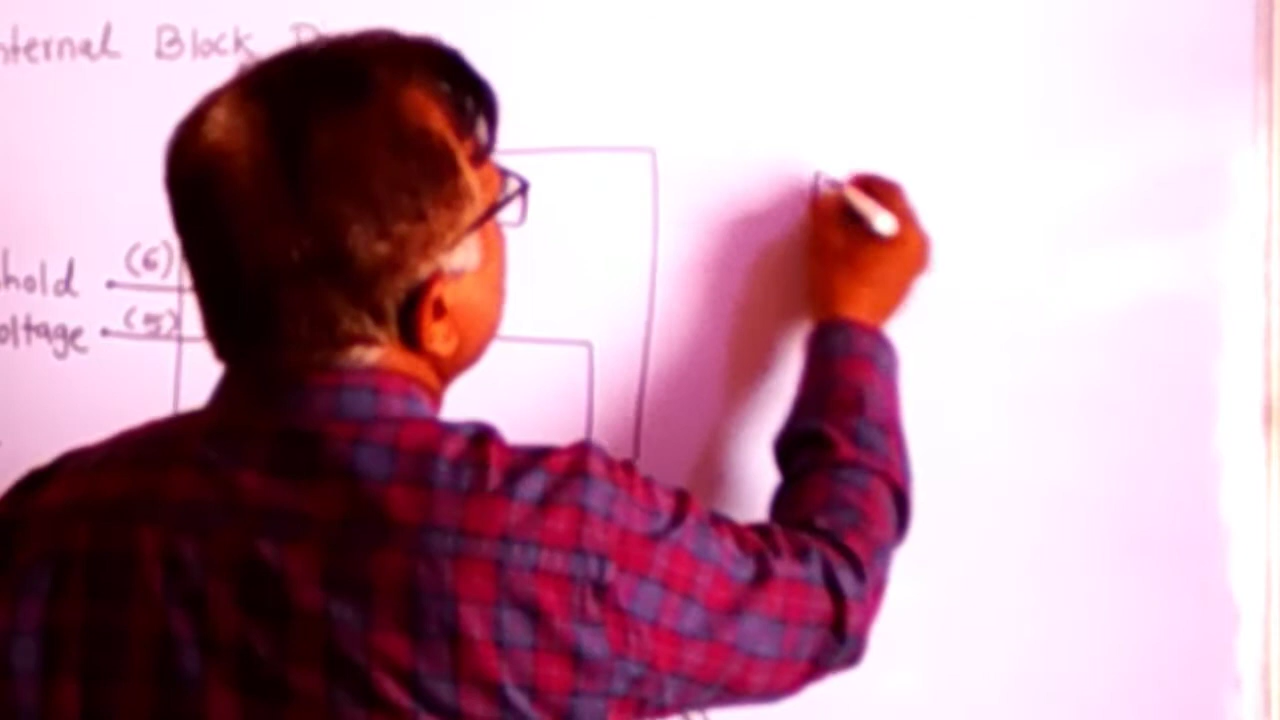 nternal Block
hold (6)
oltage (5)